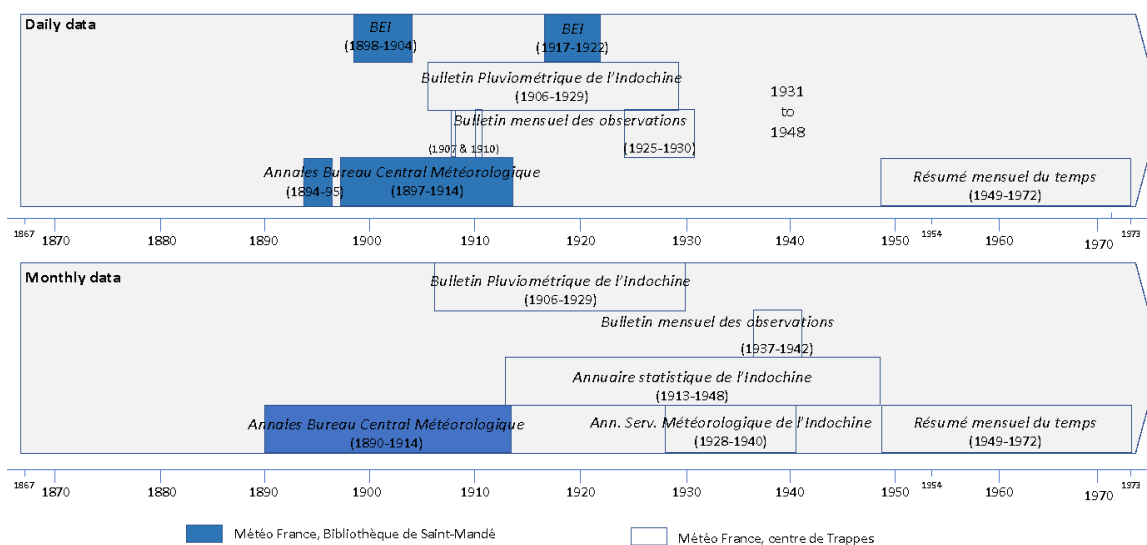 Daily data
BEI
(1898-1904)
BEI
(1917-1922)
Bulletin Pluviométrique de l'Indochine
(1906-1929)
1931
to
1948
Bulletin mensuel des observations
(1907 & 1910)
(1925-1930)
Annales Bureau Central Météorologique
(1894-95)
(1897-1914)
Résumé mensuel du temps
(1949-1972)
1867 1870 1880 1890 1900 1910 1920 1930 1940 1950 1954 1960 1970 1973
Monthly data
Bulletin Pluviométrique de l'Indochine
(1906-1929)
Bulletin mensuel des observations
(1937-1942)
Annuaire statistique de l'Indochine
(1913-1948)
Annales Bureau Central Météorologique
(1890-1914)
Ann. Serv. Météorologique de l'Indochine
(1928-1940)
Résumé mensuel du temps
(1949-1972)
1867 1870 1880 1890 1900 1910 1920 1930 1940 1950 1954 1960 1970 1973
Météo France, Bibliothèque de Saint-Mandé
Météo France, centre de Trappes